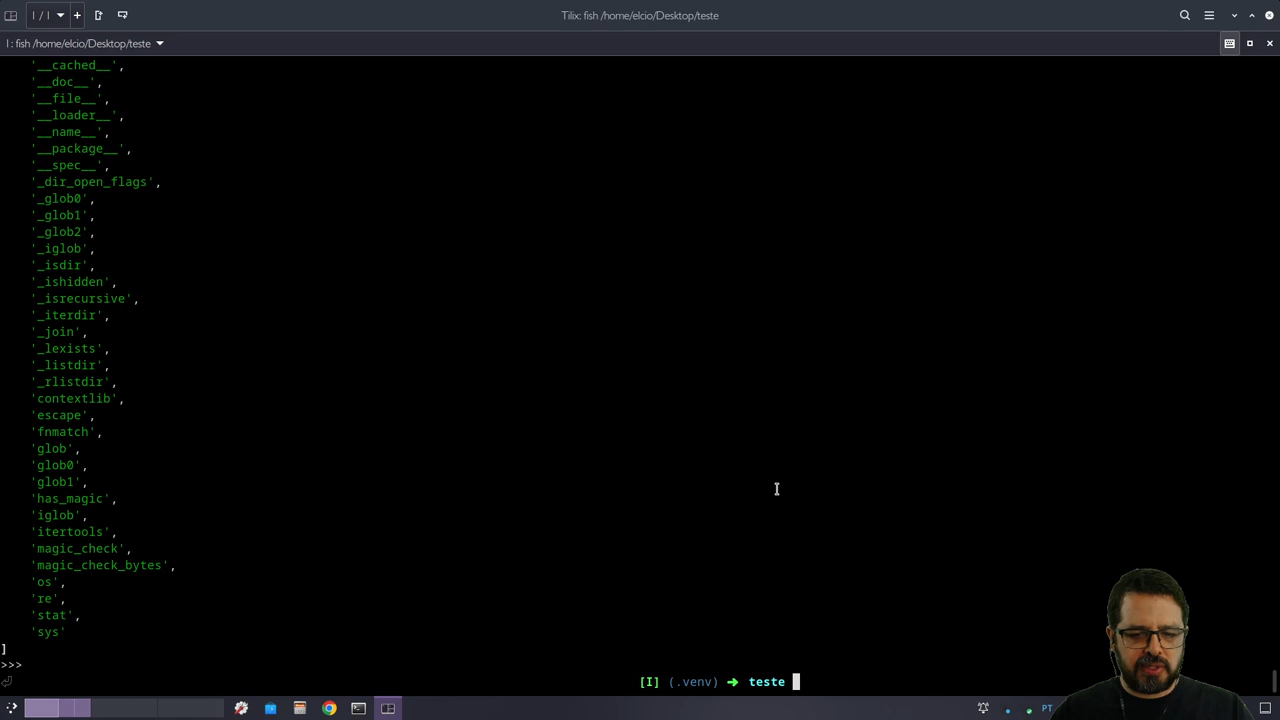 1 / 1
Tilix: fish /home/elcio/Desktop/teste
1: fish /home/elcio/Desktop/teste
'__cached__',
'__doc__',
'__file__',
'__loader__',
'__name__',
'__package__',
'__spec__',
'_dir_open_flags',
'_glob0',
'_glob1',
'_glob2',
'_iglob',
'_isdir',
'_ishidden',
'_isrecursive',
'_iterdir',
'_join',
'_lexists',
'_listdir',
'_rlistdir',
'contextlib',
'escape',
'fnmatch',
'glob',
'glob0',
'glob1',
'has_magic',
'iglob',
'itertools',
'magic_check',
'magic_check_bytes',
'os',
're',
'stat',
'sys'
]
>>>
[I] (.venv) ➜ teste
PT